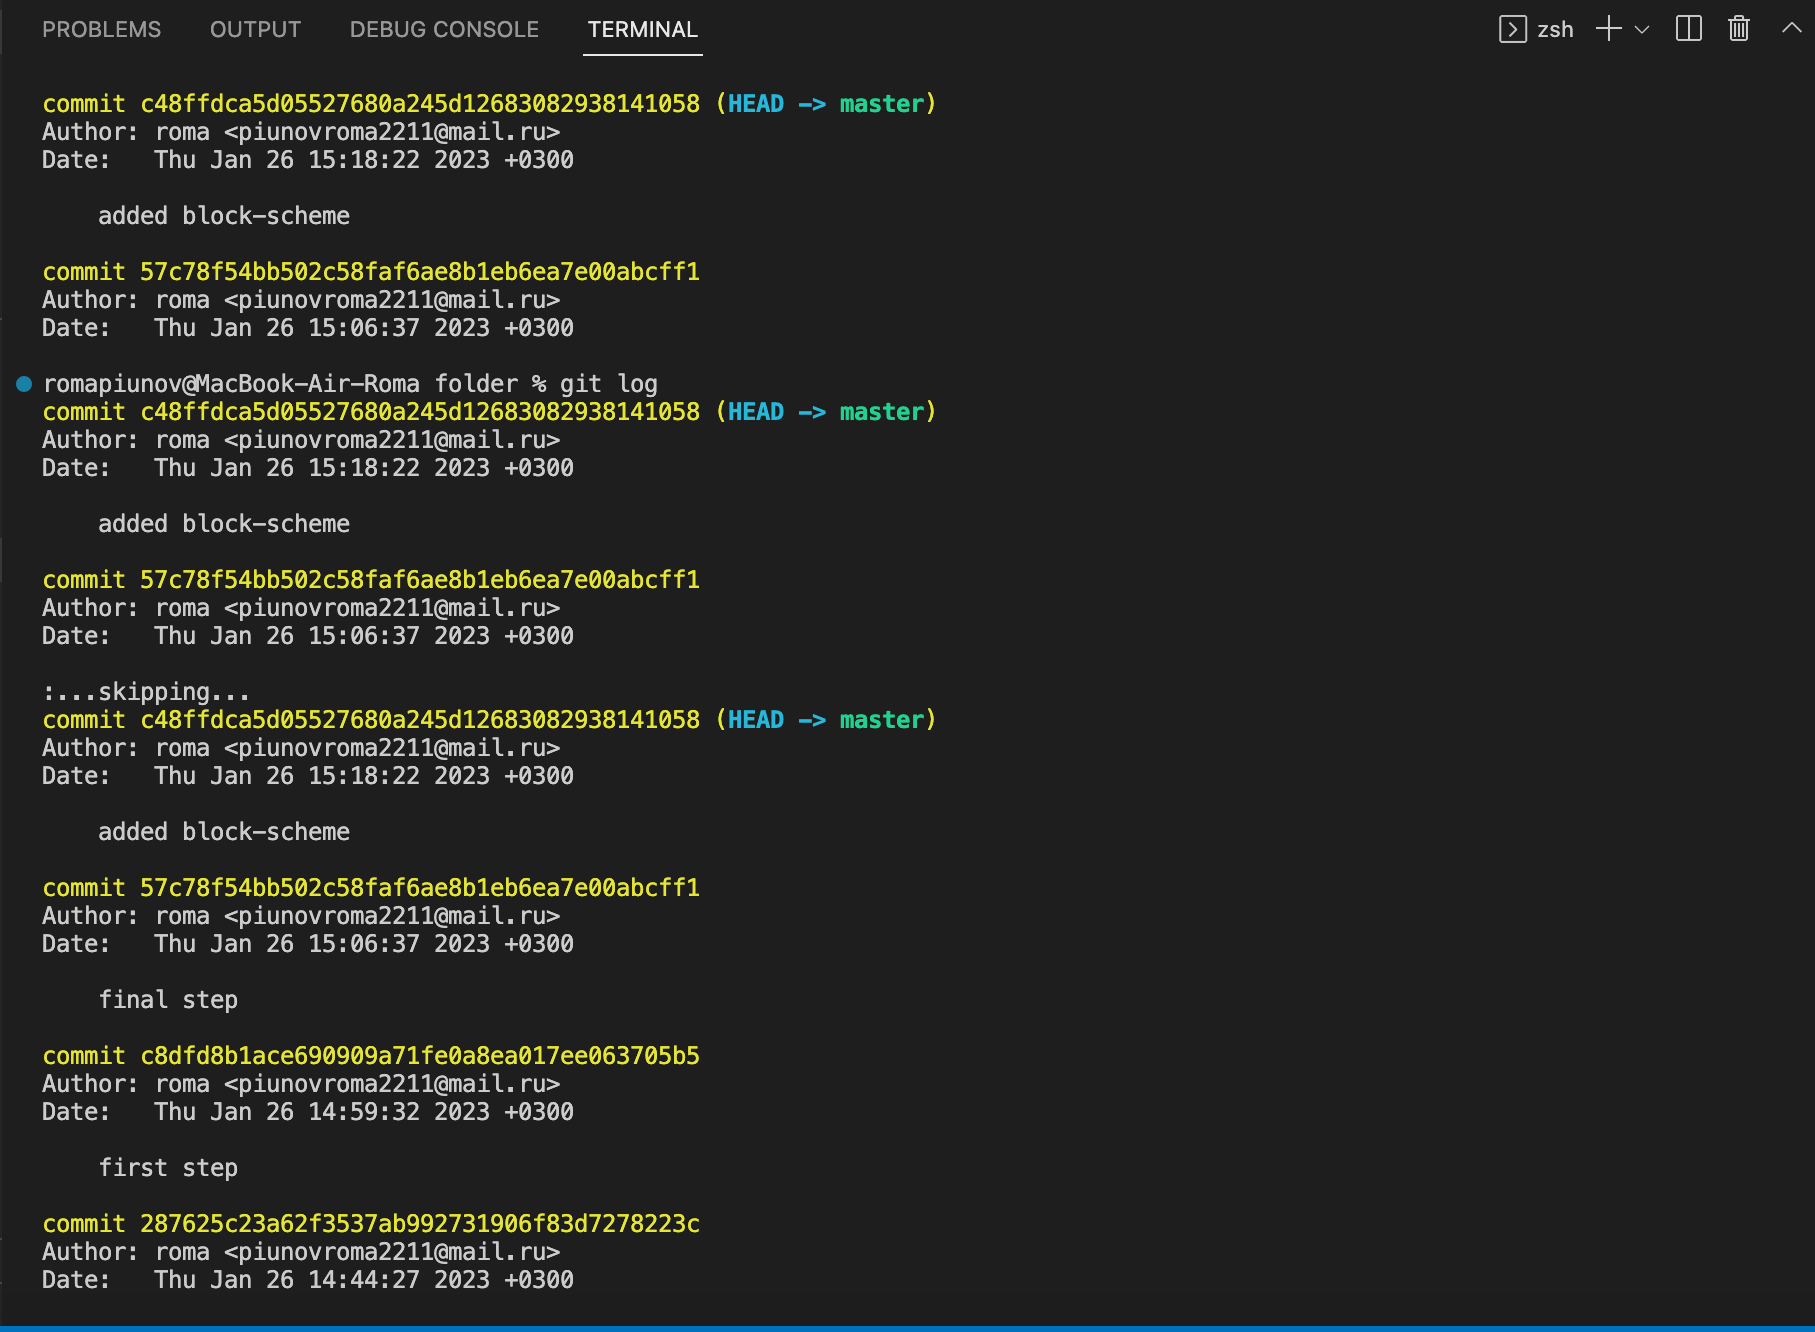 PROBLEMS OUTPUT DEBUG CONSOLE TERMINAL zsh
commit c48ffdca5d05527680a245d12683082938141058 (HEAD -> master)
Author: roma <piunovroma2211@mail.ru>
Date:   Thu Jan 26 15:18:22 2023 +0300
    added block-scheme
commit 57c78f54bb502c58faf6ae8b1eb6ea7e00abcff1
Author: roma <piunovroma2211@mail.ru>
Date:   Thu Jan 26 15:06:37 2023 +0300
romapiunov@MacBook-Air-Roma folder % git log
commit c48ffdca5d05527680a245d12683082938141058 (HEAD -> master)
Author: roma <piunovroma2211@mail.ru>
Date:   Thu Jan 26 15:18:22 2023 +0300
    added block-scheme
commit 57c78f54bb502c58faf6ae8b1eb6ea7e00abcff1
Author: roma <piunovroma2211@mail.ru>
Date:   Thu Jan 26 15:06:37 2023 +0300
:...skipping...
commit c48ffdca5d05527680a245d12683082938141058 (HEAD -> master)
Author: roma <piunovroma2211@mail.ru>
Date:   Thu Jan 26 15:18:22 2023 +0300
    added block-scheme
commit 57c78f54bb502c58faf6ae8b1eb6ea7e00abcff1
Author: roma <piunovroma2211@mail.ru>
Date:   Thu Jan 26 15:06:37 2023 +0300
    final step
commit c8dfd8b1ace690909a71fe0a8ea017ee063705b5
Author: roma <piunovroma2211@mail.ru>
Date:   Thu Jan 26 14:59:32 2023 +0300
    first step
commit 287625c23a62f3537ab992731906f83d7278223c
Author: roma <piunovroma2211@mail.ru>
Date:   Thu Jan 26 14:44:27 2023 +0300